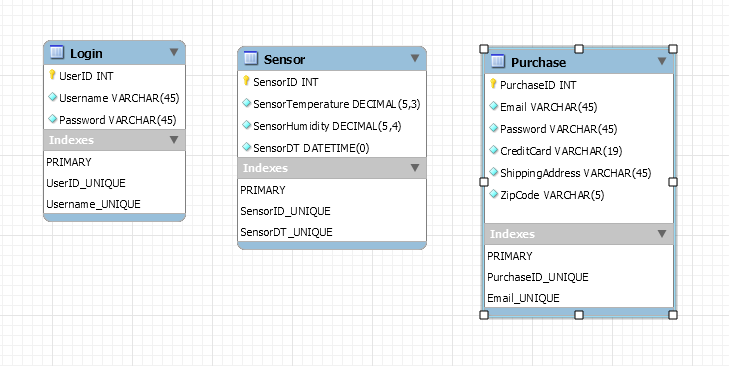 Login
UserID INT
Username VARCHAR(45)
Password VARCHAR(45)
Indexes
PRIMARY
UserID_UNIQUE
Username_UNIQUE
Sensor
SensorID INT
SensorTemperature DECIMAL(5,3)
SensorHumidity DECIMAL(5,4)
SensorDT DATETIME(0)
Indexes
PRIMARY
SensorID_UNIQUE
SensorDT_UNIQUE
Purchase
PurchaseID INT
Email VARCHAR(45)
Password VARCHAR(45)
CreditCard VARCHAR(19)
ShippingAddress VARCHAR(45)
ZipCode VARCHAR(5)
Indexes
PRIMARY
PurchaseID_UNIQUE
Email_UNIQUE